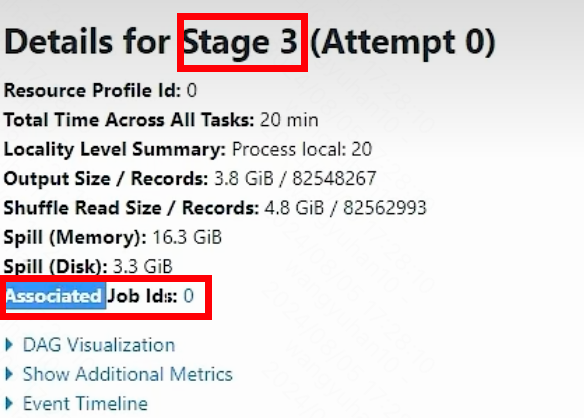 Details for Stage 3 (Attempt 0)
Resource Profile Id: 0
Total Time Across All Tasks: 20 min
Locality Level Summary: Process local: 20
Output Size / Records: 3.8 GiB / 82548267
Shuffle Read Size / Records: 4.8 GiB / 82562993
Spill (Memory): 16.3 GiB
Spill (Disk): 3.3 GiB
Associated Job Ids: 0
DAG Visualization
Show Additional Metrics
Event Timeline